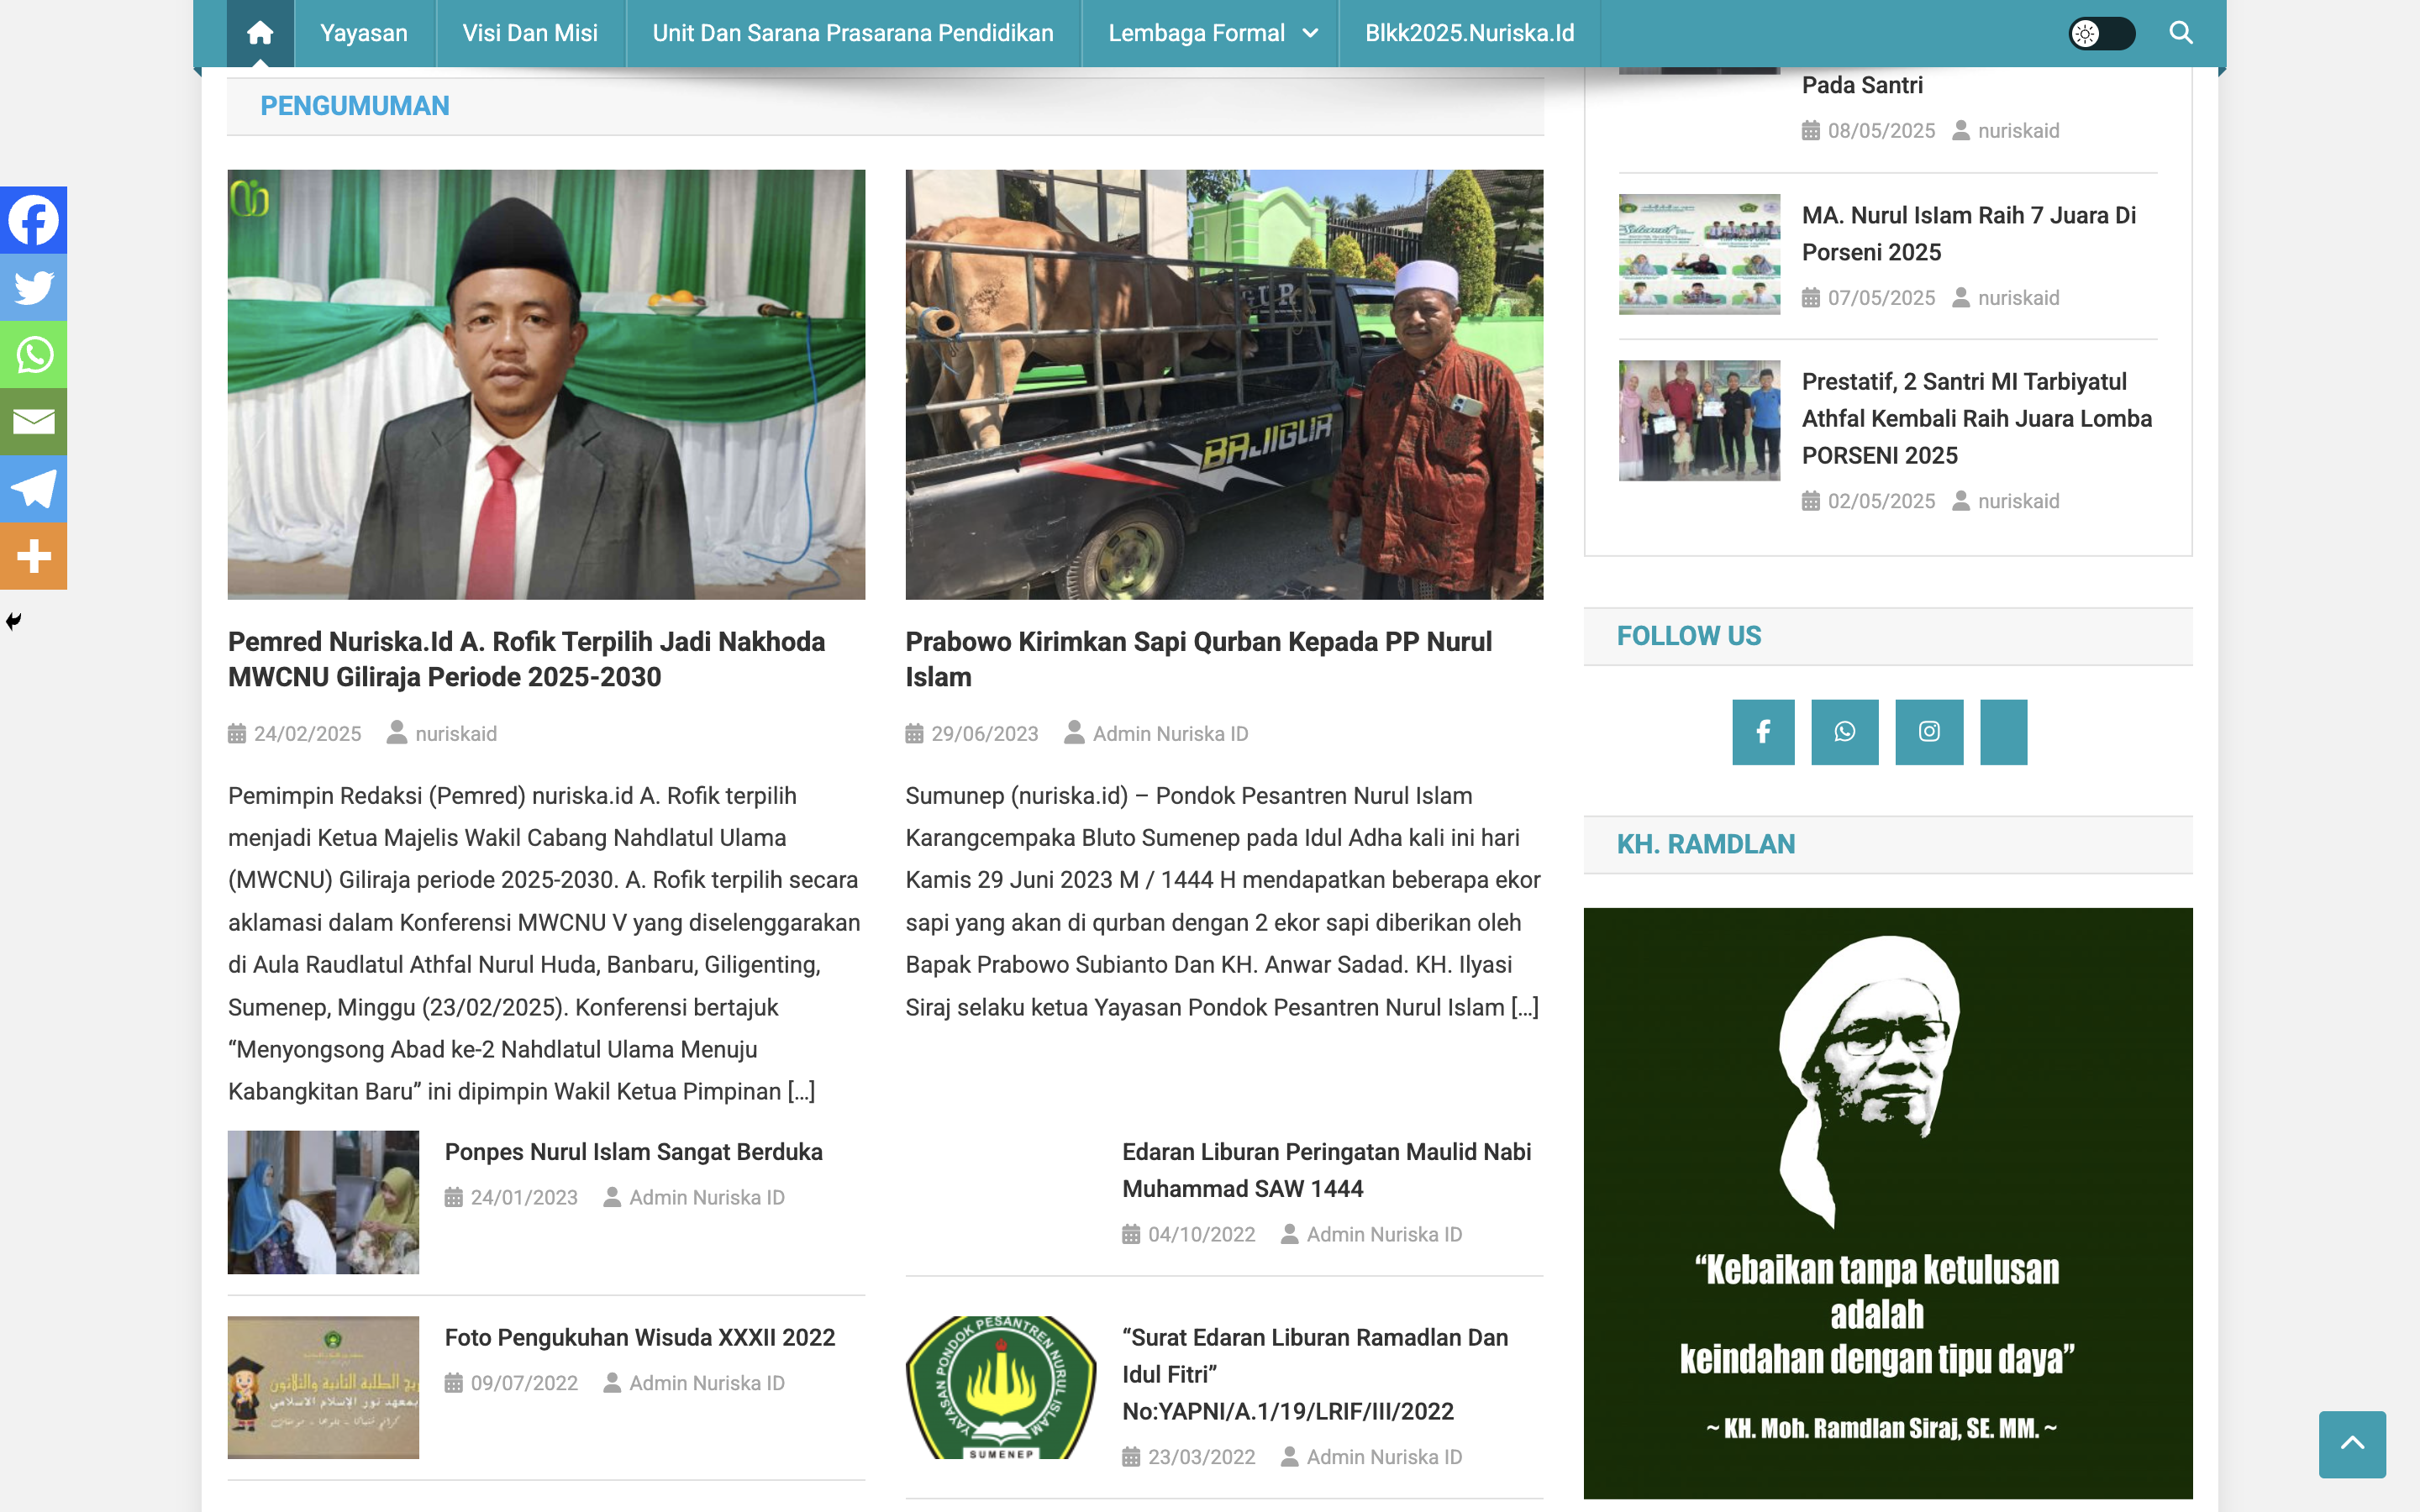 Yayasan
Visi Dan Misi
Unit Dan Sarana Prasarana Pendidikan
Lembaga Formal
Blkk2025.Nuriska.Id
PENGUMUMAN
BAJIGUR
Pemred Nuriska.Id A. Rofik Terpilih Jadi Nakhoda
MWCNU Giliraja Periode 2025-2030
24/02/2025 nuriskaid
Pemimpin Redaksi (Pemred) nuriska.id A. Rofik terpilih
menjadi Ketua Majelis Wakil Cabang Nahdlatul Ulama
(MWCNU) Giliraja periode 2025-2030. A. Rofik terpilih secara
aklamasi dalam Konferensi MWCNU V yang diselenggarakan
di Aula Raudlatul Athfal Nurul Huda, Banbaru, Giligenting,
Sumenep, Minggu (23/02/2025). Konferensi bertajuk
“Menyongsong Abad ke-2 Nahdlatul Ulama Menuju
Kabangkitan Baru” ini dipimpin Wakil Ketua Pimpinan [...]
Prabowo Kirimkan Sapi Qurban Kepada PP Nurul
Islam
29/06/2023 Admin Nuriska ID
Sumunep (nuriska.id) – Pondok Pesantren Nurul Islam
Karangcempaka Bluto Sumenep pada Idul Adha kali ini hari
Kamis 29 Juni 2023 M / 1444 H mendapatkan beberapa ekor
sapi yang akan di qurban dengan 2 ekor sapi diberikan oleh
Bapak Prabowo Subianto Dan KH. Anwar Sadad. KH. Ilyasi
Siraj selaku ketua Yayasan Pondok Pesantren Nurul Islam [...]
Ponpes Nurul Islam Sangat Berduka
24/01/2023 Admin Nuriska ID
Edaran Liburan Peringatan Maulid Nabi
Muhammad SAW 1444
04/10/2022 Admin Nuriska ID
Foto Pengukuhan Wisuda XXXII 2022
09/07/2022 Admin Nuriska ID
YAYASAN PONDOK PESANTREN NURUL ISLAM
SUMENEP
“Surat Edaran Liburan Ramadlan Dan
Idul Fitri”
No:YAPNI/A.1/19/LRIF/III/2022
23/03/2022 Admin Nuriska ID
Pada Santri
08/05/2025 nuriskaid
MA. Nurul Islam Raih 7 Juara Di
Porseni 2025
07/05/2025 nuriskaid
Prestatif, 2 Santri MI Tarbiyatul
Athfal Kembali Raih Juara Lomba
PORSENI 2025
02/05/2025 nuriskaid
FOLLOW US
KH. RAMDLAN
“Kebaikan tanpa ketulusan
adalah
keindahan dengan tipu daya”
~ KH. Moh. Ramdlan Siraj, SE. MM. ~